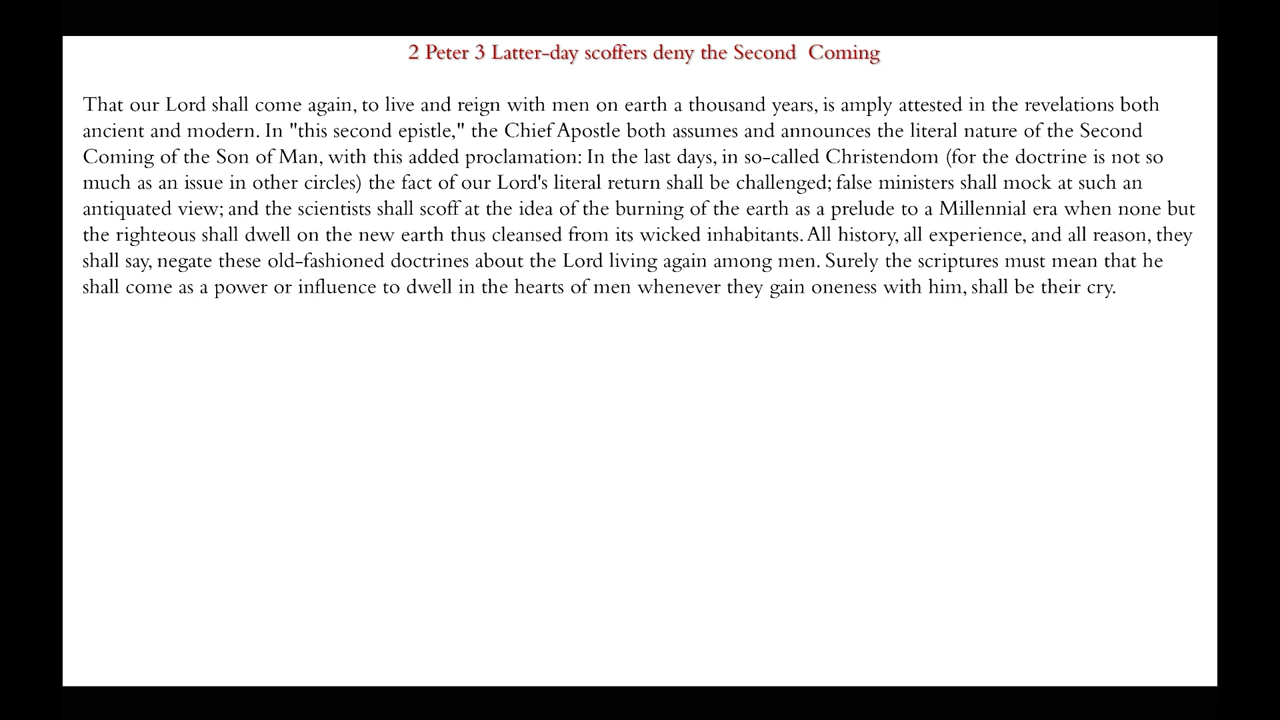 2 Peter 3 Latter-day scoffers deny the Second Coming
That our Lord shall come again, to live and reign with men on earth a thousand years, is amply attested in the revelations both
ancient and modern. In "this second epistle," the Chief Apostle both assumes and announces the literal nature of the Second
Coming of the Son of Man, with this added proclamation: In the last days, in so-called Christendom (for the doctrine is not so
much as an issue in other circles) the fact of our Lord's literal return shall be challenged; false ministers shall mock at such an
antiquated view; and the scientists shall scoff at the idea of the burning of the earth as a prelude to a Millennial era when none but
the righteous shall dwell on the new earth thus cleansed from its wicked inhabitants. All history, all experience, and all reason, they
shall say, negate these old-fashioned doctrines about the Lord living again among men. Surely the scriptures must mean that he
shall come as a power or influence to dwell in the hearts of men whenever they gain oneness with him, shall be their cry.